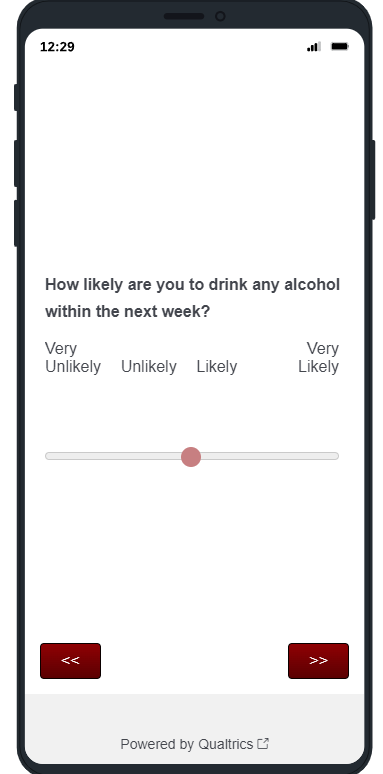 12:29
How likely are you to drink any alcohol
within the next week?
Very Very
Unlikely Unlikely Likely Likely
<< >>
Powered by Qualtrics